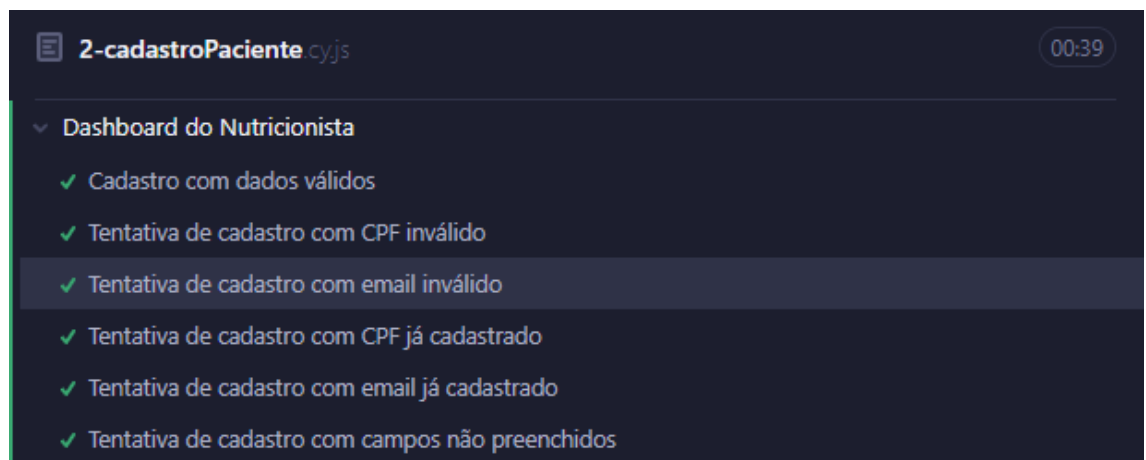 2-cadastroPaciente.cy.js 00:39
Dashboard do Nutricionista
Cadastro com dados válidos
Tentativa de cadastro com CPF inválido
Tentativa de cadastro com email inválido
Tentativa de cadastro com CPF já cadastrado
Tentativa de cadastro com email já cadastrado
Tentativa de cadastro com campos não preenchidos